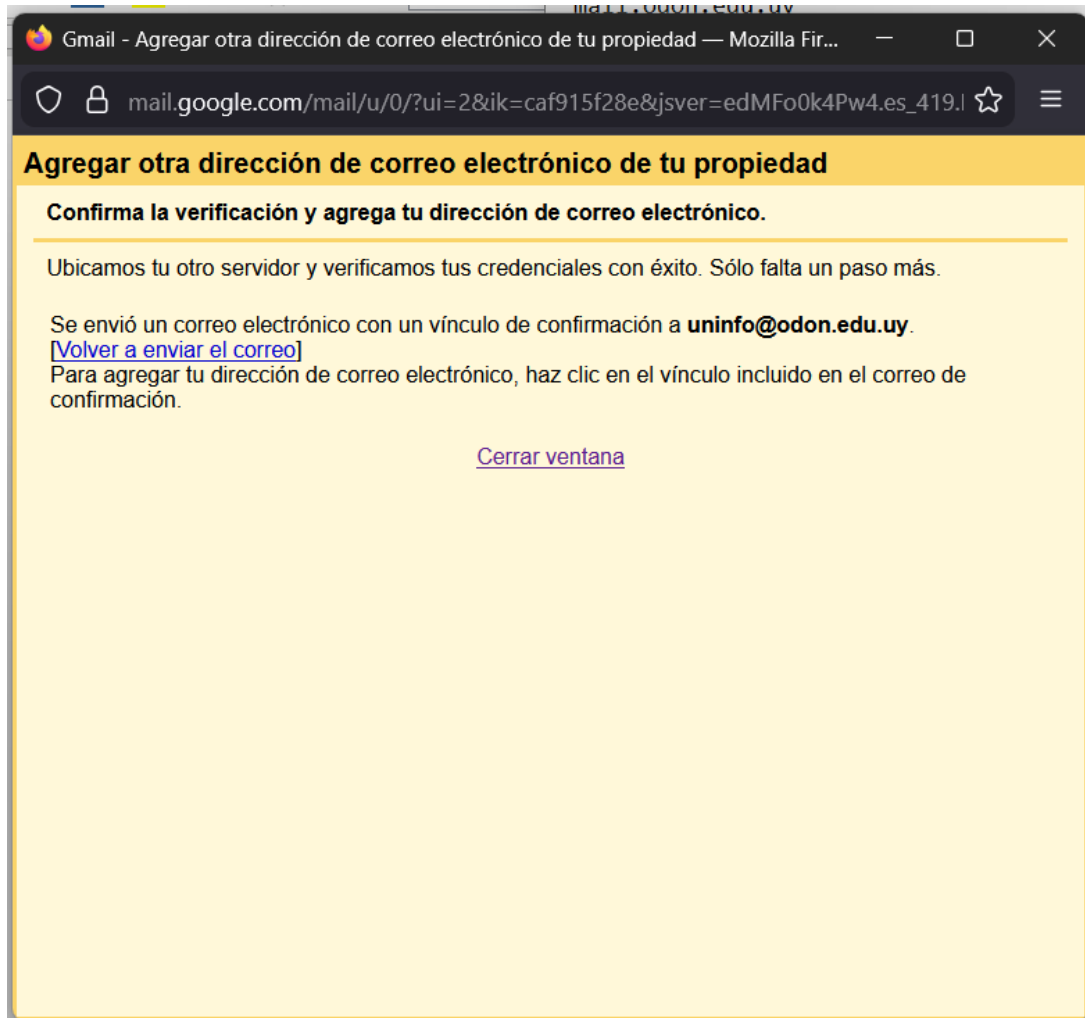 mail.odon.edu.uy
Gmail - Agregar otra dirección de correo electrónico de tu propiedad — Mozilla Fir...
mail.google.com/mail/u/0/?ui=2&ik=caf915f28e&jsver=edMFo0k4Pw4.es_419.
Agregar otra dirección de correo electrónico de tu propiedad
Confirma la verificación y agrega tu dirección de correo electrónico.
Ubicamos tu otro servidor y verificamos tus credenciales con éxito. Sólo falta un paso más.
Se envió un correo electrónico con un vínculo de confirmación a uninfo@odon.edu.uy.
[Volver a enviar el correo]
Para agregar tu dirección de correo electrónico, haz clic en el vínculo incluido en el correo de
confirmación.
Cerrar ventana